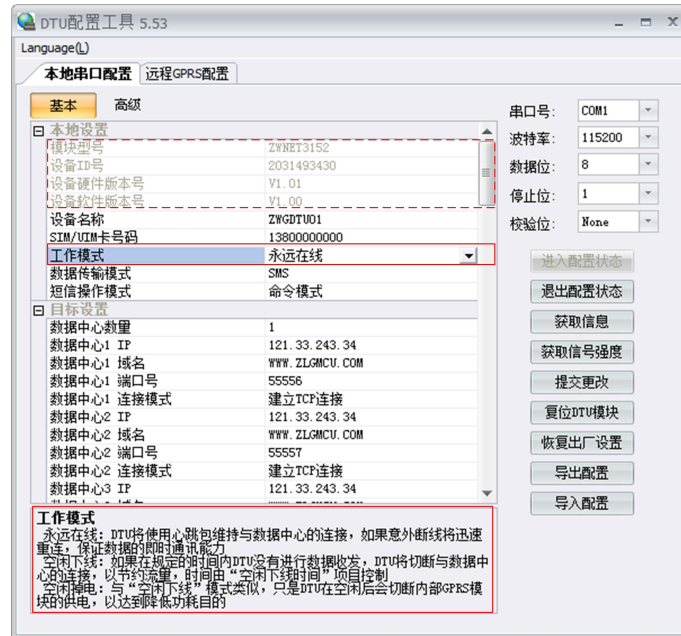 DTU配置工具 5.53
Language(L)
本地串口配置 远程GPRS配置
基本 高级
本地设置
模块型号 ZWNET3152
设备ID号 2031493430
设备硬件版本号 V1.01
设备软件版本号 V1.00
设备名称 ZWGDTU01
SIM/UIM卡号码 13800000000
工作模式 永远在线
数据传输模式 SMS
短信操作模式 命令模式
目标设置
数据中心数量 1
数据中心1 IP 121.33.243.34
数据中心1 域名 WWW.ZLGMCU.COM
数据中心1 端口号 55556
数据中心1 连接模式 建立TCP连接
数据中心2 IP 121.33.243.34
数据中心2 域名 WWW.ZLGMCU.COM
数据中心2 端口号 55557
数据中心2 连接模式 建立TCP连接
数据中心3 IP 121.33.243.34
工作模式
永远在线: DTU将使用心跳包维持与数据中心的连接，如果意外断线将迅速
重连，保证数据的即时通讯能力
空闲下线: 如果在规定的时间内DTU没有进行数据收发，DTU将切断与数据中
心的连接，以节约流量，时间由“空闲下线时间”项目控制
空闲掉电: 与“空闲下线”模式类似，只是DTU在空闲后会切断内部GPRS模
块的供电，以达到降低功耗目的
串口号: COM1
波特率: 115200
数据位: 8
停止位: 1
校验位: None
进入配置状态
退出配置状态
获取信息
获取信号强度
提交更改
复位DTU模块
恢复出厂设置
导出配置
导入配置